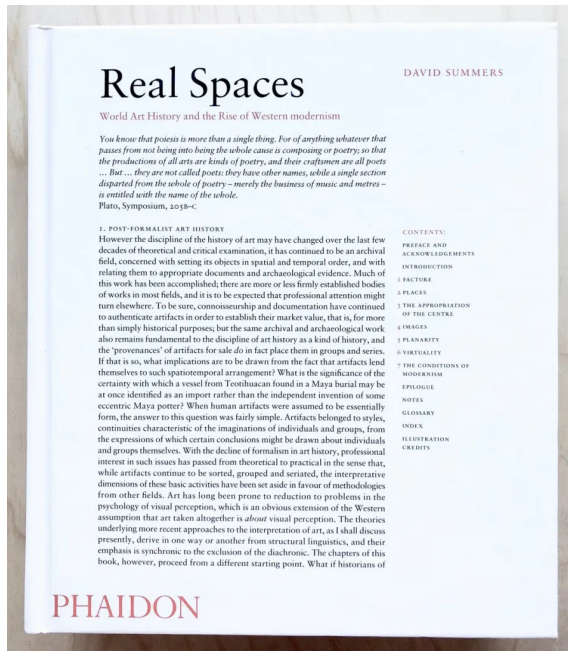 Real Spaces
DAVID SUMMERS
World Art History and the Rise of Western modernism
You know that poiesis is more than a single thing. For of anything whatever that
passes from not being into being the whole cause is composing or poetry; so that
the productions of all arts are kinds of poetry, and their craftsmen are all poets
... But ... they are not called poets: they have other names, while a single section
disparted from the whole of poetry – merely the business of music and metres –
is entitled with the name of the whole.
Plato, Symposium, 205B–C
1. POST-FORMALIST ART HISTORY
However the discipline of the history of art may have changed over the last few
decades of theoretical and critical examination, it has continued to be an archival
field, concerned with setting its objects in spatial and temporal order, and with
relating them to appropriate documents and archaeological evidence. Much of
this work has been accomplished; there are more or less firmly established bodies
of works in most fields, and it is to be expected that professional attention might
turn elsewhere. To be sure, connoisseurship and documentation have continued
to authenticate artifacts in order to establish their market value, that is, for more
than simply historical purposes; but the same archival and archaeological work
also remains fundamental to the discipline of art history as a kind of history, and
the ‘provenances’ of artifacts for sale do in fact place them in groups and series.
If that is so, what implications are to be drawn from the fact that artifacts lend
themselves to such spatiotemporal arrangement? What is the significance of the
certainty with which a vessel from Teotihuacan found in a Maya burial may be
at once identified as an import rather than the independent invention of some
eccentric Maya potter? When human artifacts were assumed to be essentially
form, the answer to this question was fairly simple. Artifacts belonged to styles,
continuities characteristic of the imaginations of individuals and groups, from
the expressions of which certain conclusions might be drawn about individuals
and groups themselves. With the decline of formalism in art history, professional
interest in such issues has passed from theoretical to practical in the sense that,
while artifacts continue to be sorted, grouped and seriated, the interpretative
dimensions of these basic activities have been set aside in favour of methodologies
from other fields. Art has long been prone to reduction to problems in the
psychology of visual perception, which is an obvious extension of the Western
assumption that art taken altogether is about visual perception. The theories
underlying more recent approaches to the interpretation of art, as I shall discuss
presently, derive in one way or another from structural linguistics, and their
emphasis is synchronic to the exclusion of the diachronic. The chapters of this
book, however, proceed from a different starting point. What if historians of
CONTENTS:
PREFACE AND
ACKNOWLEDGEMENTS
INTRODUCTION
1 FACTURE
2 PLACES
3 THE APPROPRIATION
OF THE CENTRE
4 IMAGES
5 PLANARITY
6 VIRTUALITY
7 THE CONDITIONS OF
MODERNISM
EPILOGUE
NOTES
GLOSSARY
INDEX
ILLUSTRATION
CREDITS
PHAIDON